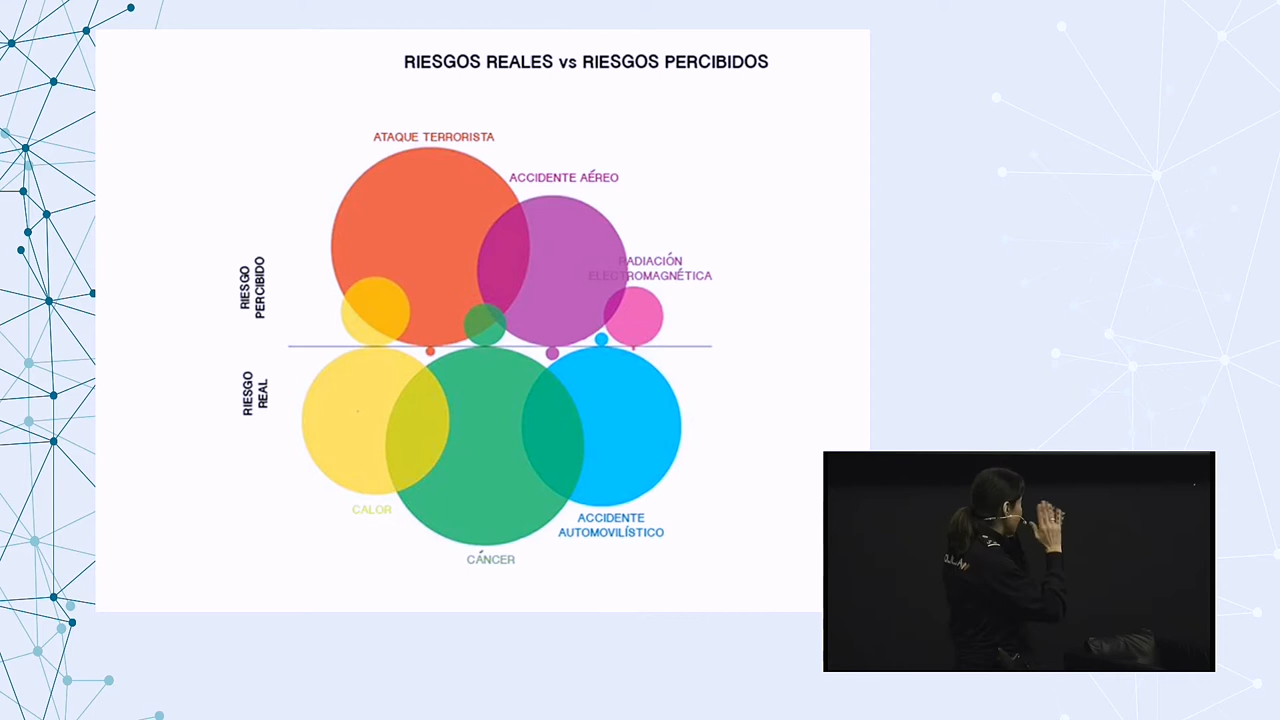 RIESGOS REALES vs RIESGOS PERCIBIDOS
ATAQUE TERRORISTA
ACCIDENTE AÉREO
RIESGO
PERCIBIDO
RADIACIÓN
ELECTROMAGNÉTICA
RIESGO
REAL
CALOR
ACCIDENTE
AUTOMOVILÍSTICO
CÁNCER